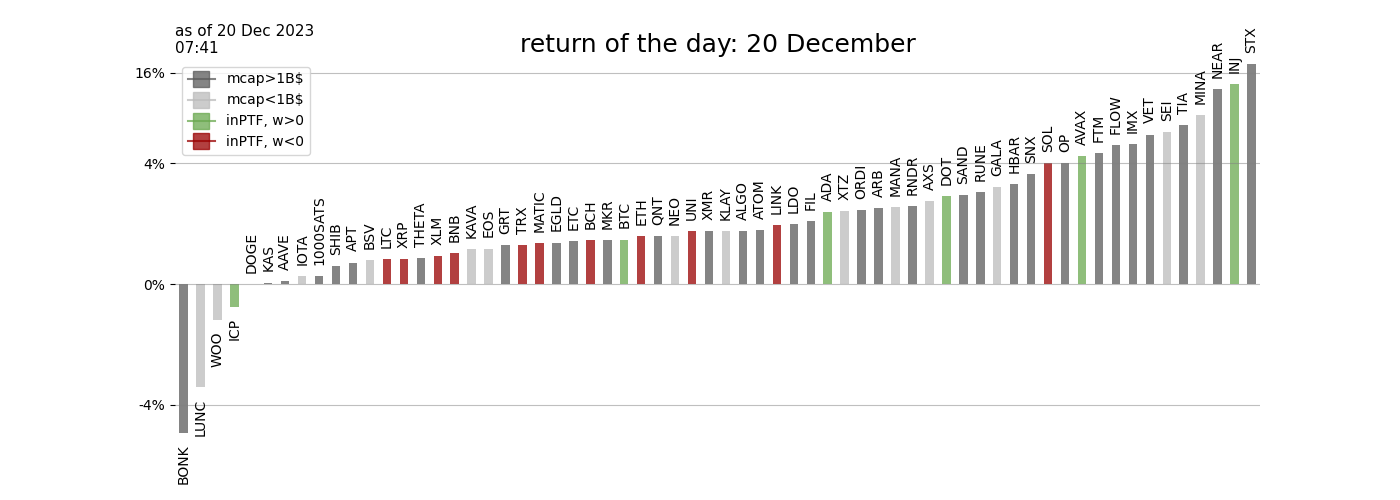 as of 20 Dec 2023
07:41
return of the day: 20 December
mcap>1B$
mcap<1B$
inPTF, w>0
inPTF, w<0
16%
4%
0%
-4%
BONK
LUNC
WOO
ICP
DOGE
KAS
AAVE
IOTA
1000SATS
SHIB
APT
BSV
LTC
XRP
THETA
XLM
BNB
KAVA
EOS
GRT
TRX
MATIC
EGLD
ETC
BCH
MKR
BTC
ETH
QNT
NEO
UNI
XMR
KLAY
ALGO
ATOM
LINK
LDO
FIL
ADA
XTZ
ORDI
ARB
MANA
RNDR
AXS
DOT
SAND
RUNE
GALA
HBAR
SNX
SOL
OP
AVAX
FTM
FLOW
IMX
VET
SEI
TIA
MINA
NEAR
INJ
STX